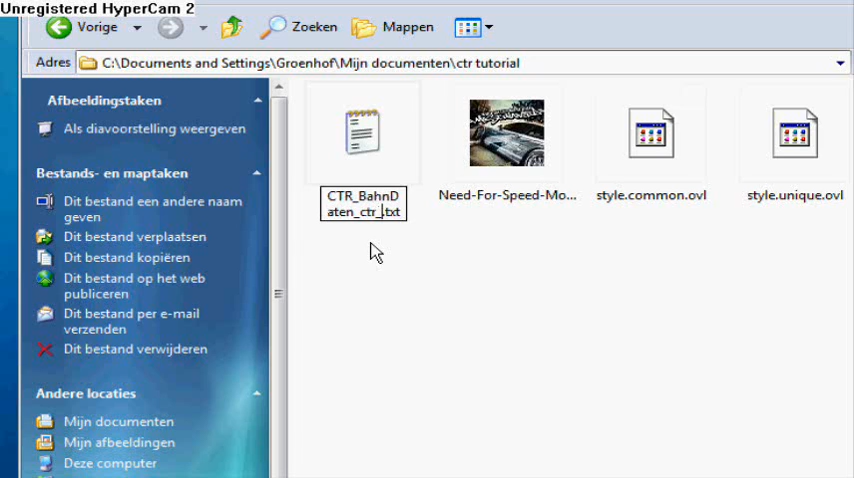 Unregistered HyperCam 2
Vorige
Zoeken
Mappen
Adres C:\Documents and Settings\Groenhof\Mijn documenten\ctr tutorial
Afbeeldingstaken
Als diavoorstelling weergeven
Bestands- en maptaken
Dit bestand een andere naam
geven
Dit bestand verplaatsen
Dit bestand kopiëren
Dit bestand op het web
publiceren
Dit bestand per e-mail
verzenden
Dit bestand verwijderen
Andere locaties
Mijn documenten
Mijn afbeeldingen
Deze computer
CTR_BahnD
aten_ctr_.txt
Need-For-Speed-Mo...
style.common.ovl
style.unique.ovl